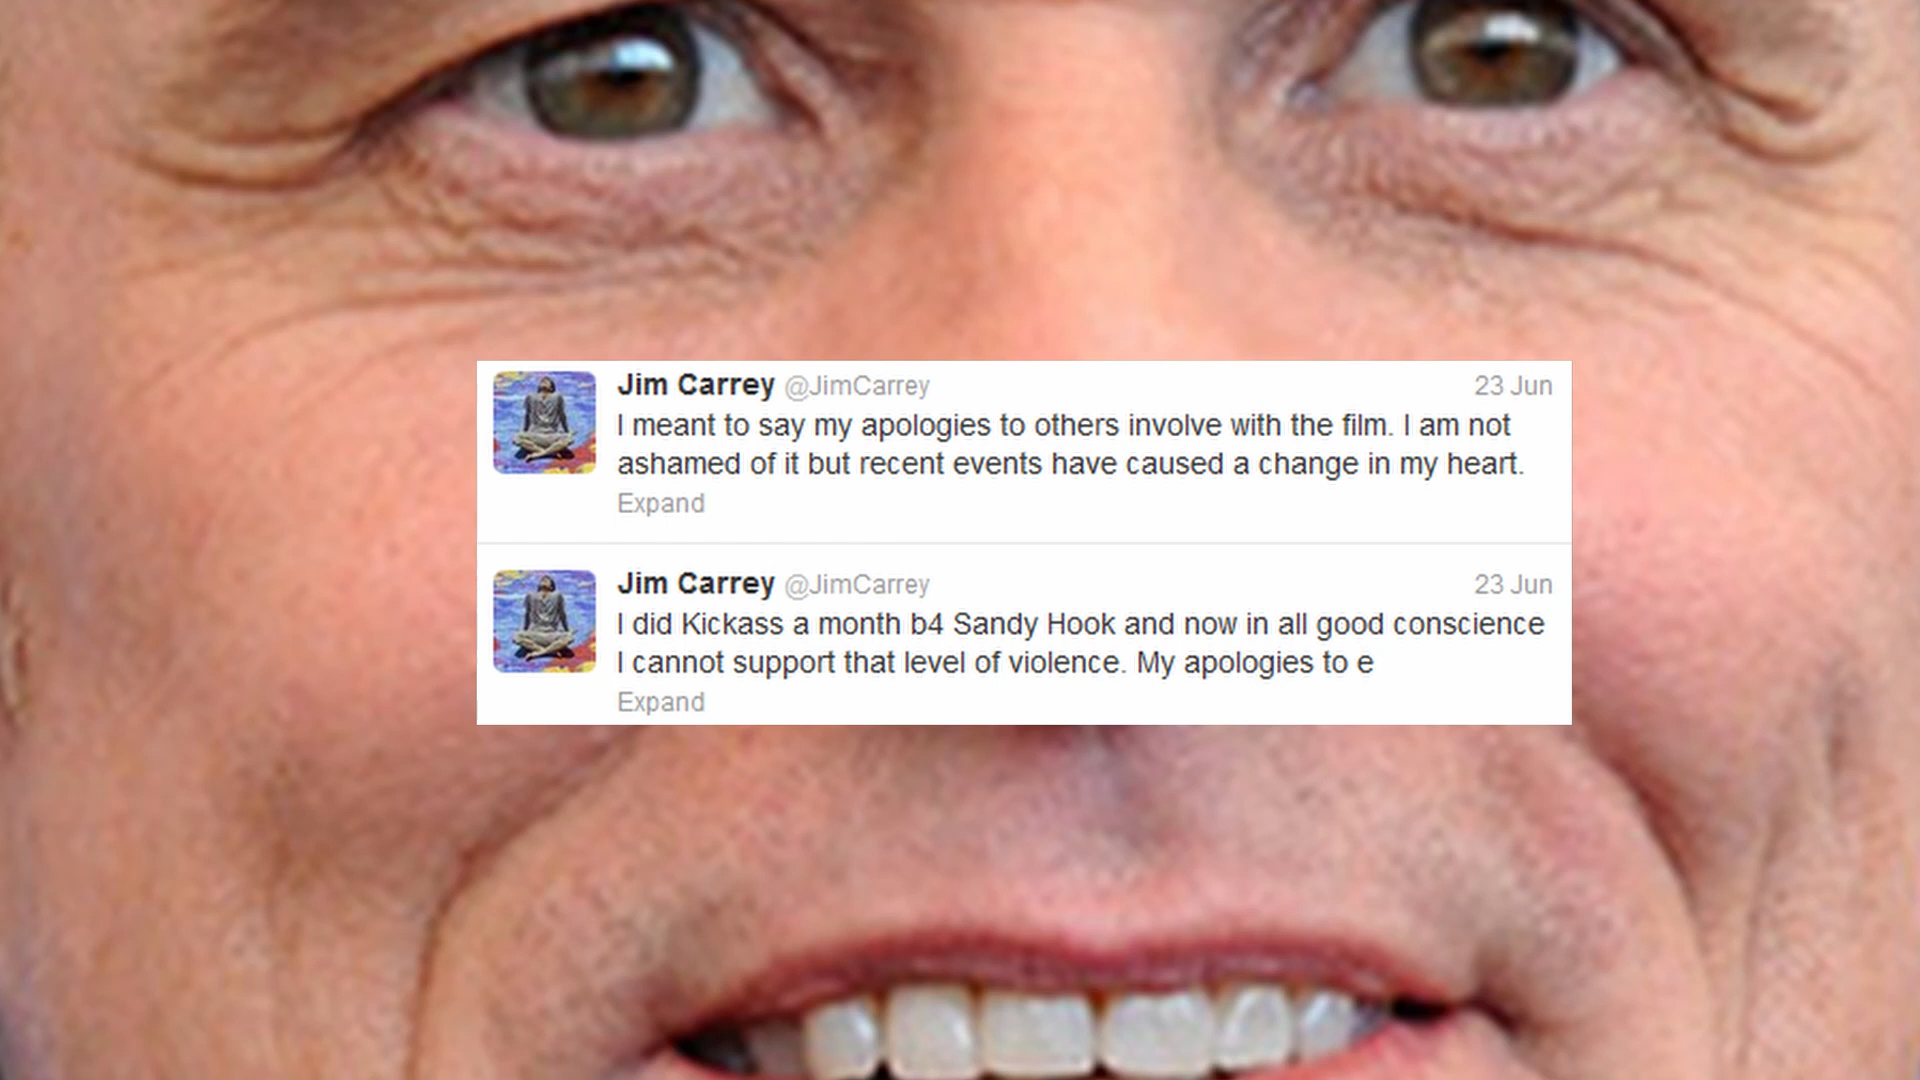 Jim Carrey @JimCarrey 23 Jun
I meant to say my apologies to others involve with the film. I am not
ashamed of it but recent events have caused a change in my heart.
Expand
Jim Carrey @JimCarrey 23 Jun
I did Kickass a month b4 Sandy Hook and now in all good conscience
I cannot support that level of violence. My apologies to e
Expand